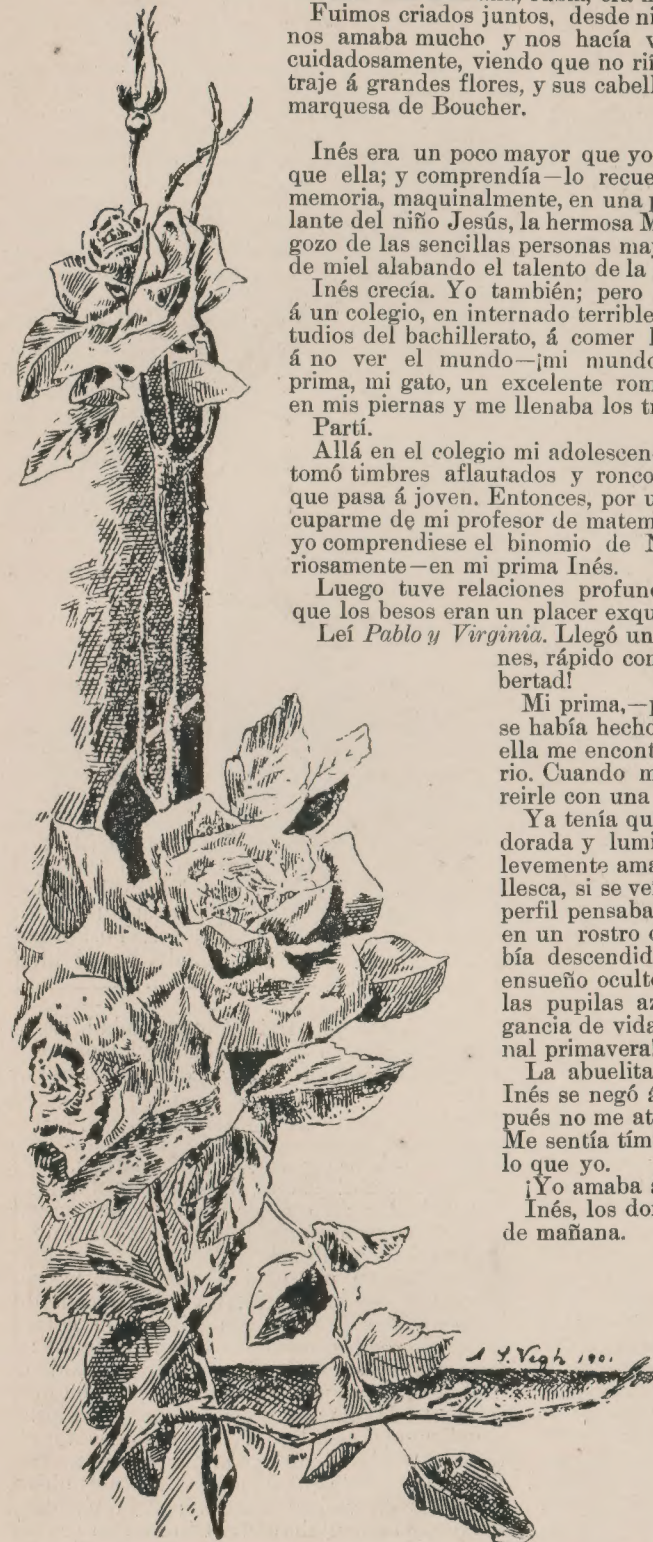 Fuimos criados juntos, desde ni
nos amaba mucho y nos hacía v
cuidadosamente, viendo que no rií
traje á grandes flores, y sus cabell
marquesa de Boucher.
Inés era un poco mayor que yo
que ella; y comprendía—lo recue
memoria, maquinalmente, en una p
lante del niño Jesús, la hermosa M
gozo de las sencillas personas may
de miel alabando el talento de la
Inés crecía. Yo también; pero
á un colegio, en internado terrible
tudios del bachillerato, á comer l
á no ver el mundo—¡mi mundo
prima, mi gato, un excelente rom
en mis piernas y me llenaba los tr
Partí.
Allá en el colegio mi adolescen
tomó timbres aflautados y ronco
que pasa á joven. Entonces, por u
cuparme de mi profesor de matem
yo comprendiese el binomio de N
riosamente—en mi prima Inés.
Luego tuve relaciones profund
que los besos eran un placer exqu
Leí Pablo y Virginia. Llegó un
nes, rápido con
bertad!
Mi prima,—p
se había hecho
ella me encont
rio. Cuando m
reirle con una
Ya tenía qu
dorada y lumi
levemente ama
llesca, si se ve
perfil pensaba
en un rostro c
bía descendid
ensueño oculto
las pupilas az
gancia de vida
nal primavera
La abuelita
Inés se negó á
pués no me at
Me sentía tím
lo que yo.
¡Yo amaba á
Inés, los do
de mañana.
1901.